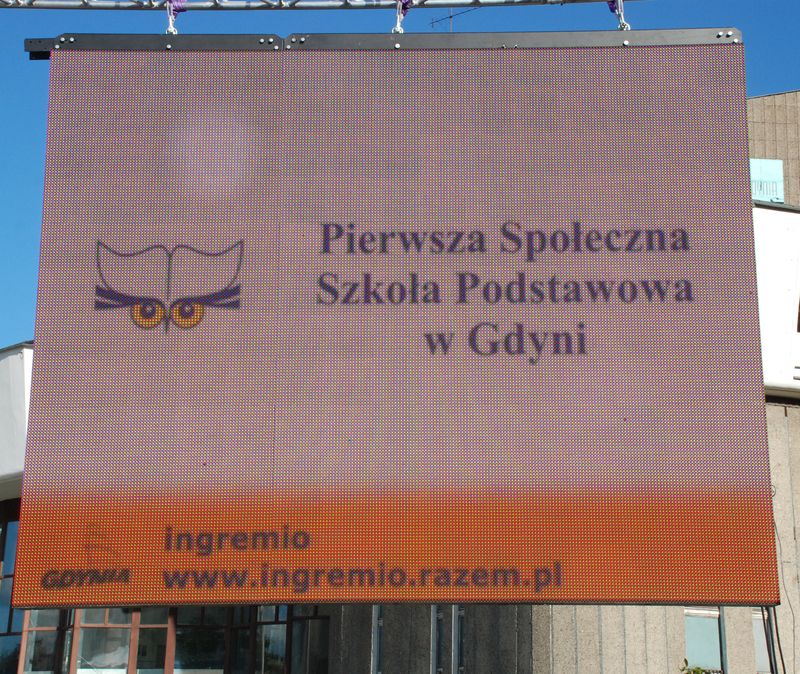 Pierwsza Społeczna
Szkoła Podstawowa
w Gdyni
ingremio
GDYNIA
www.ingremio.razem.pl